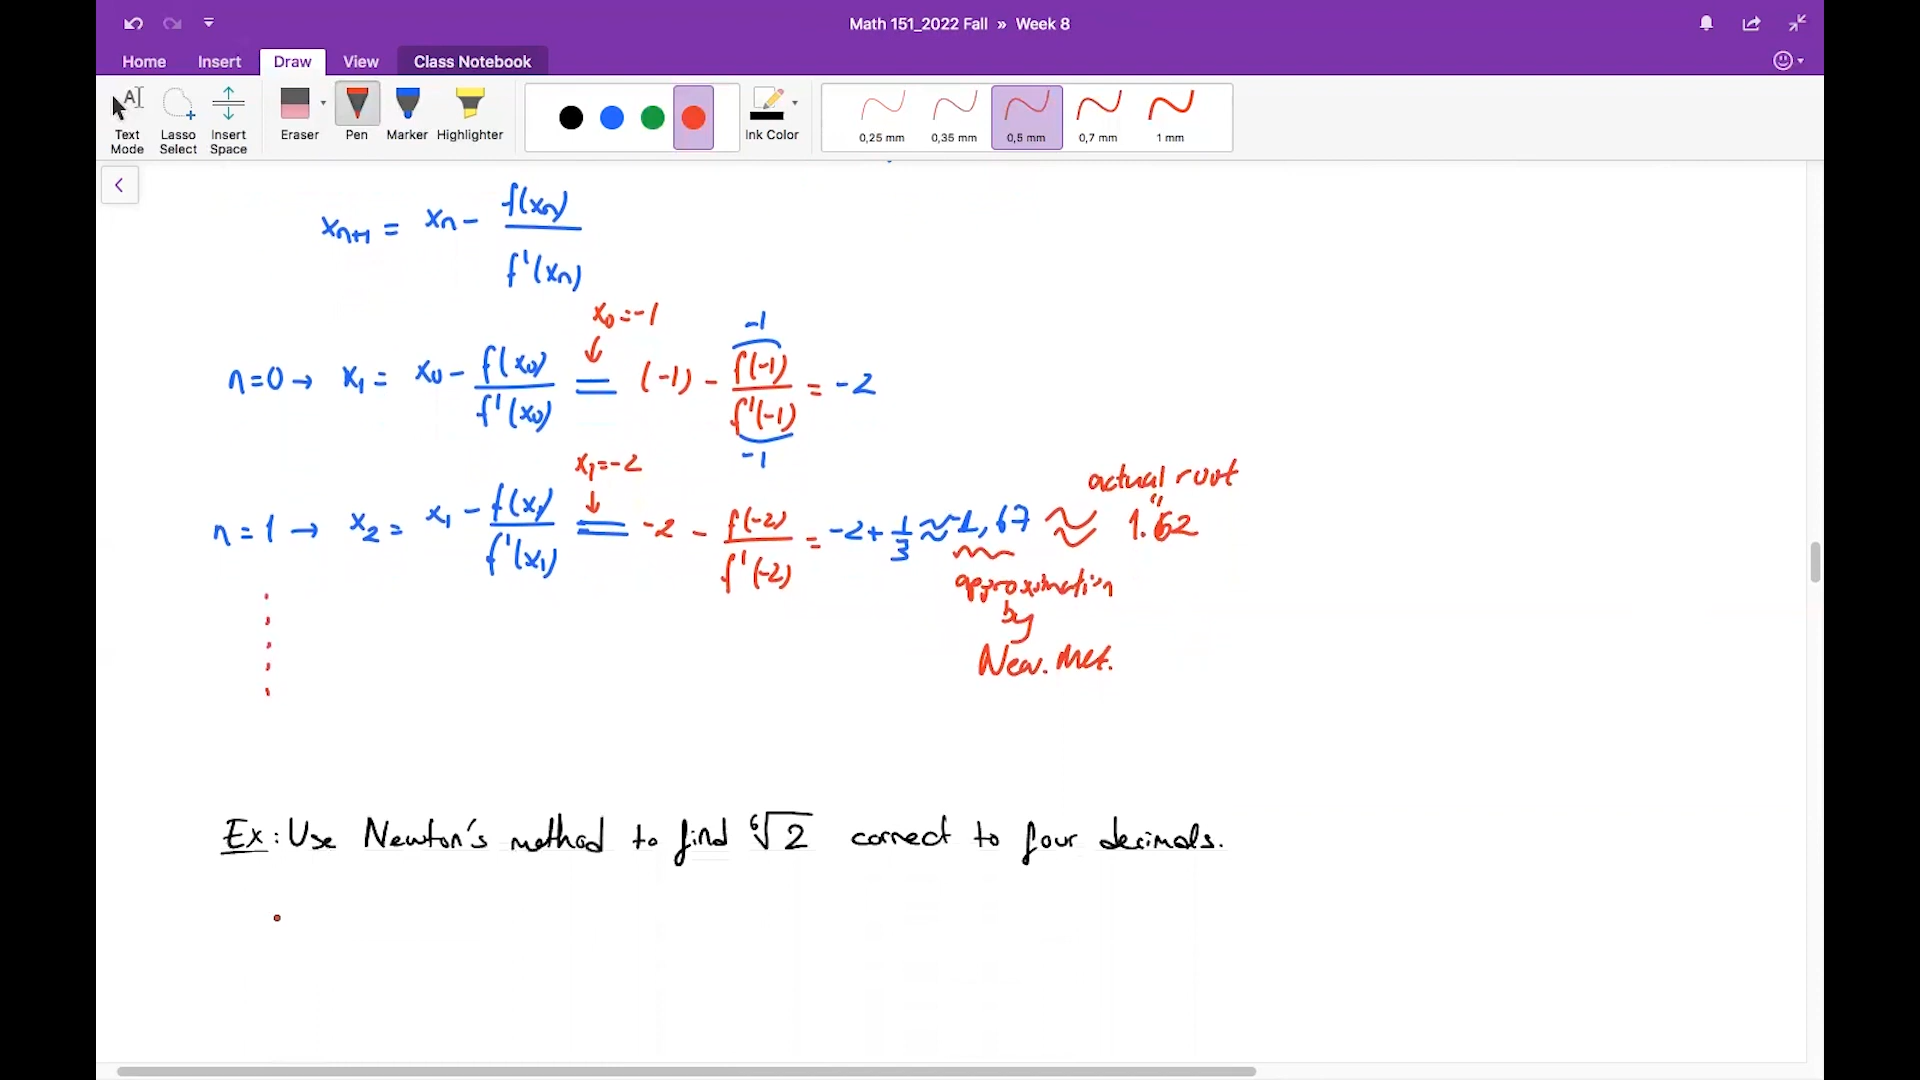 Math 151_2022 Fall » Week 8
Home Insert Draw View Class Notebook
Text Mode Lasso Select Insert Space Eraser Pen Marker Highlighter Ink Color 0,25 mm 0,35 mm 0,5 mm 0,7 mm 1 mm
xₙ₊₁ = xₙ - f(xₙ) / f'(xₙ)
x₀ = -1
n=0 → x₁ = x₀ - f(x₀) / f'(x₀) = (-1) - f(-1) / f'(-1) = -2
-1
-1
x₁=-2
n=1 → x₂ = x₁ - f(x₁) / f'(x₁) = -2 - f(-2) / f'(-2) = -2 + 1/3 ≈ -1,67 ≈ 1.62
actual root
approximation
by
New. Met.
Ex: Use Newton's method to find ⁶√2 correct to four decimals.